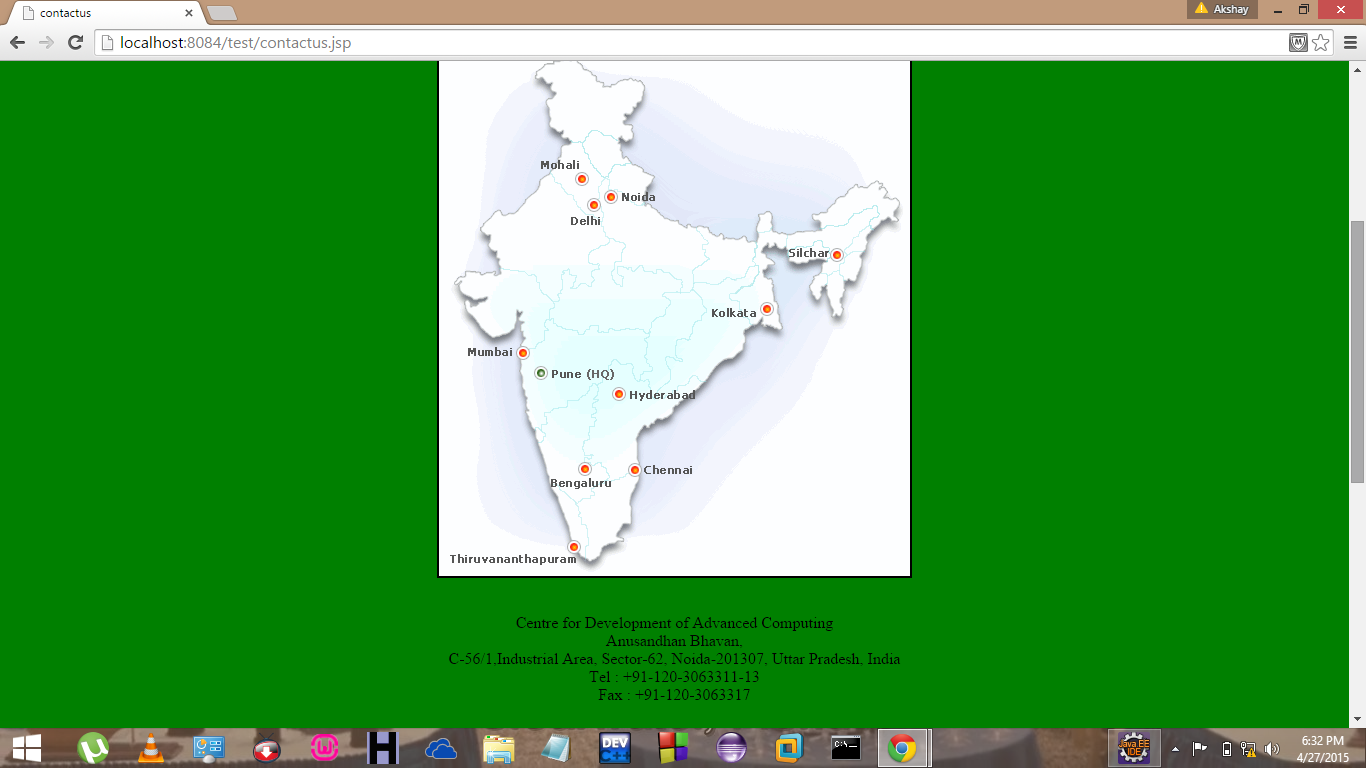 contactus
Akshay
localhost:8084/test/contactus.jsp
Mohali
Noida
Delhi
Silchar
Kolkata
Mumbai
Pune (HQ)
Hyderabad
Chennai
Bengaluru
Thiruvananthapuram
Centre for Development of Advanced Computing
Anusandhan Bhavan,
C-56/1,Industrial Area, Sector-62, Noida-201307, Uttar Pradesh, India
Tel : +91-120-3063311-13
Fax : +91-120-3063317
DEV
C++
C:\_
Java EE
IDE
6:32 PM
4/27/2015